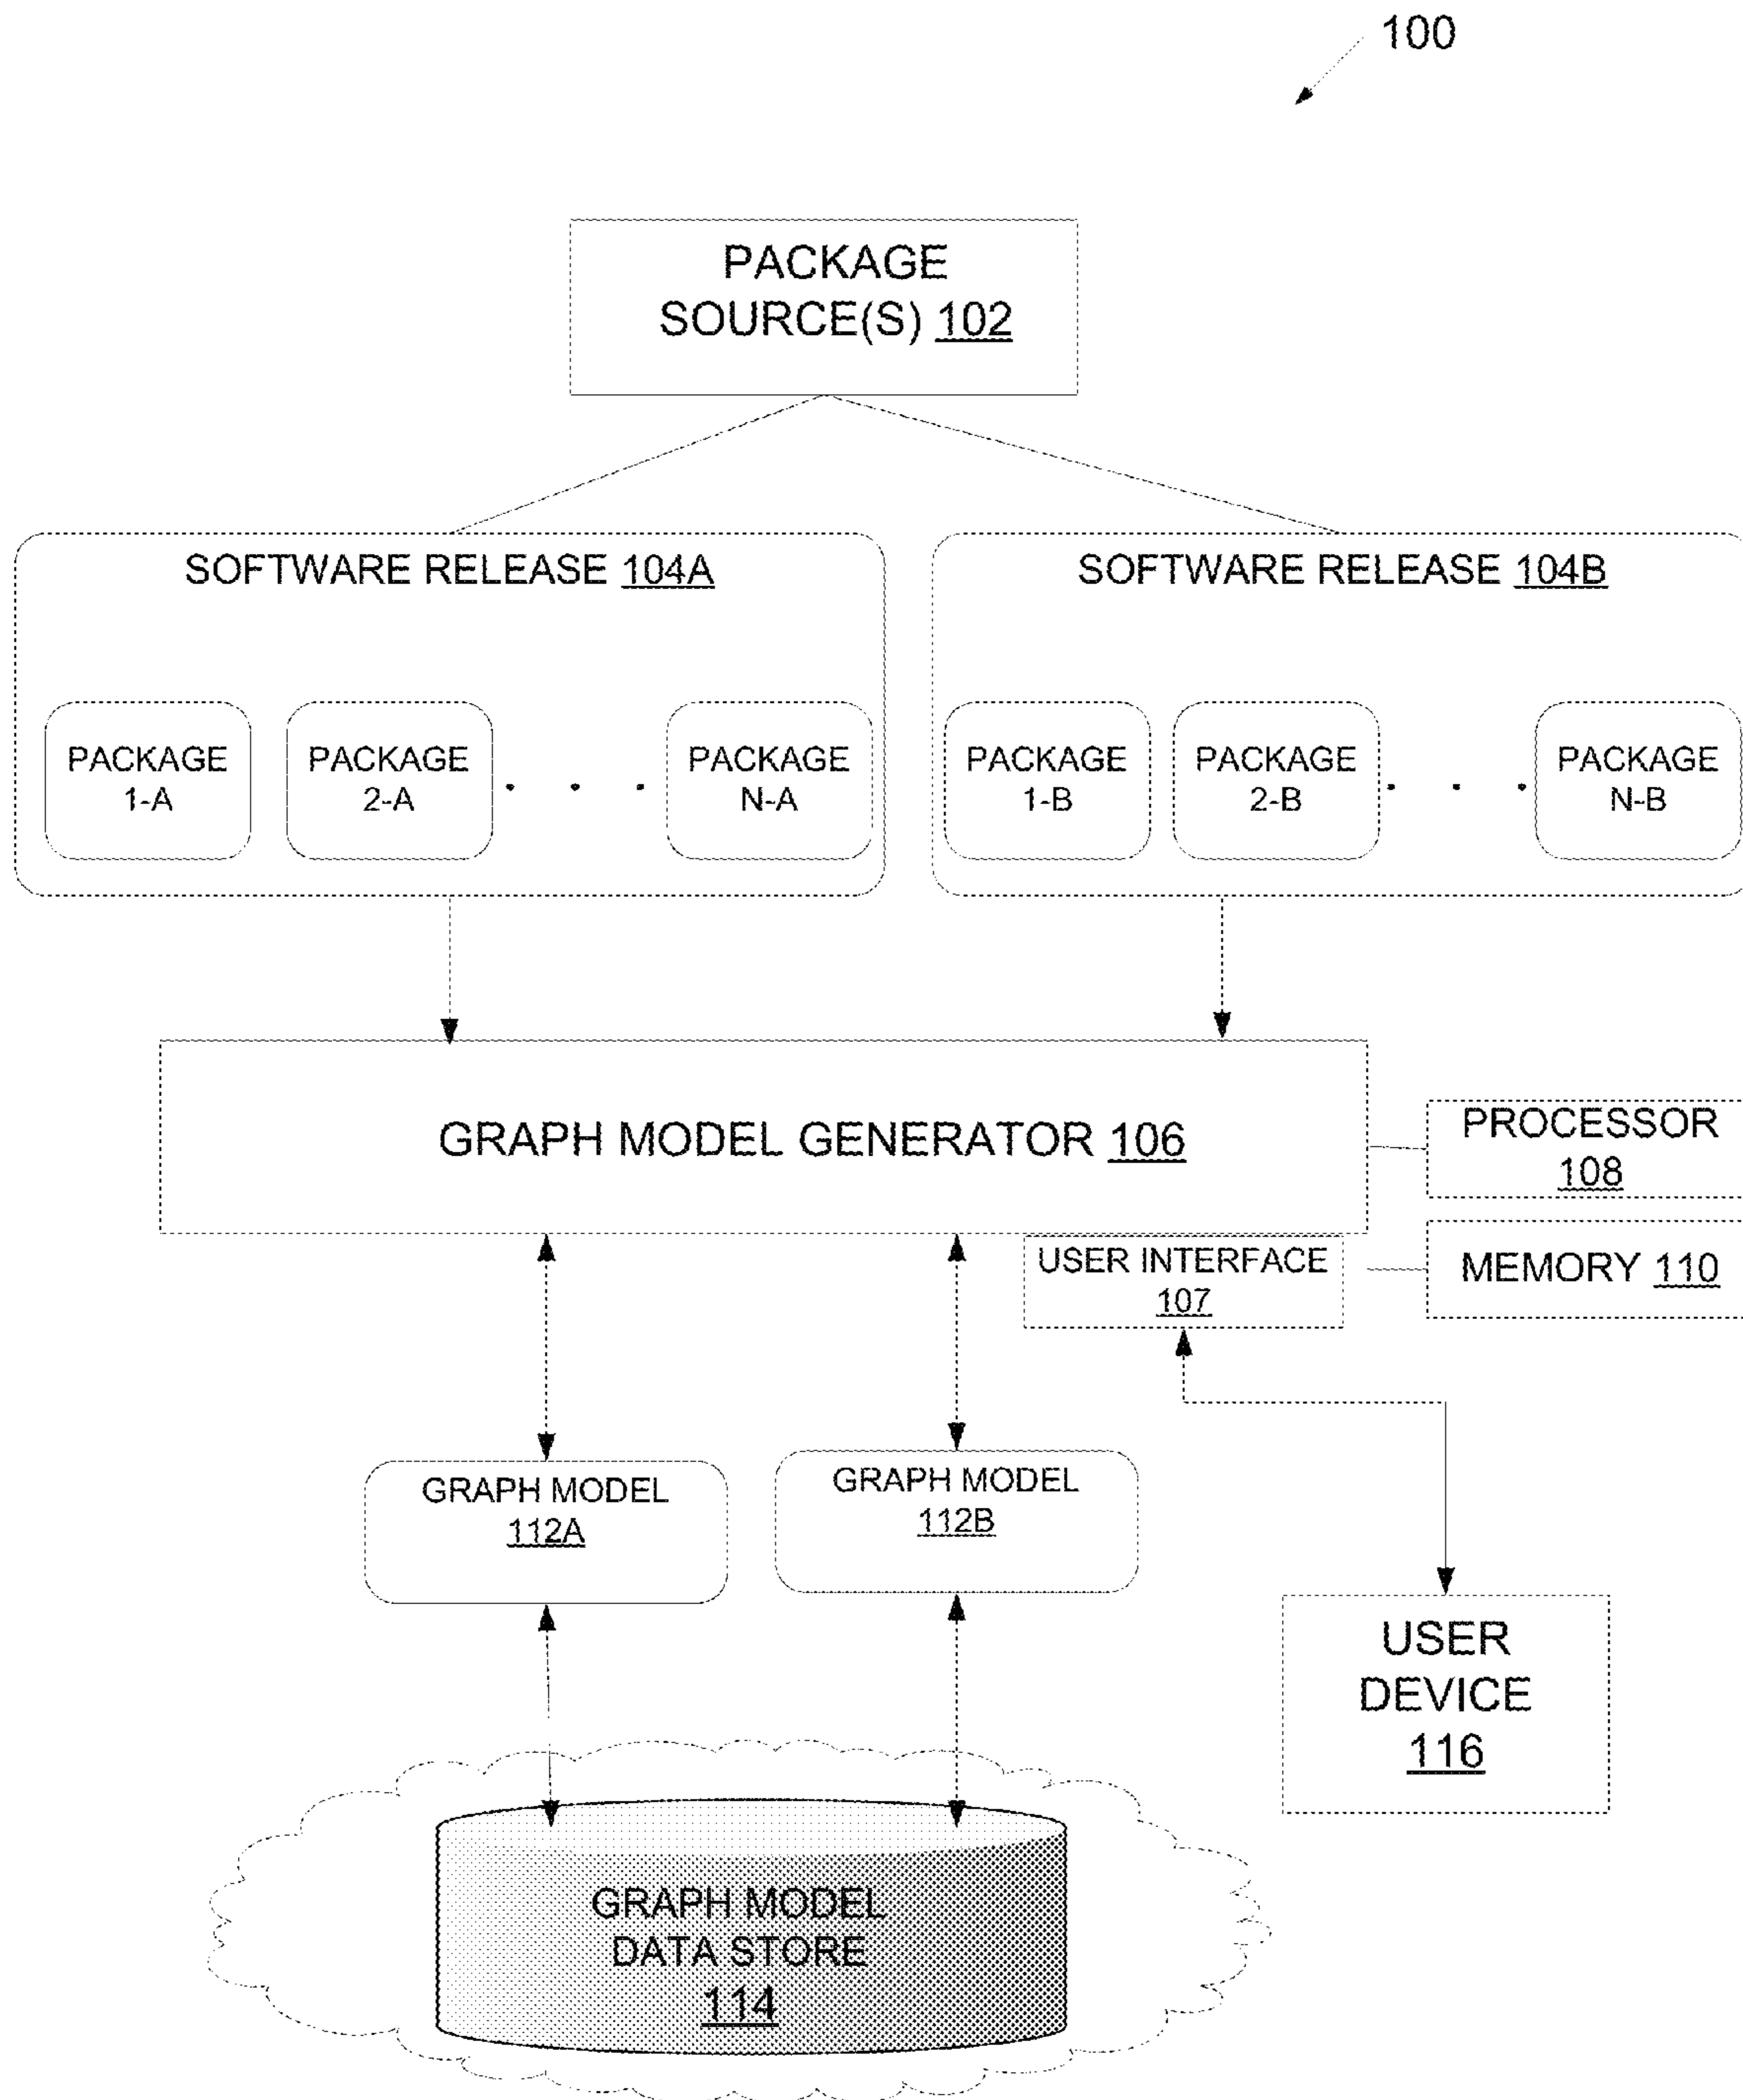 100
PACKAGE
SOURCE(S) 102
SOFTWARE RELEASE 104A
PACKAGE
1-A
PACKAGE
2-A
. . .
PACKAGE
N-A
SOFTWARE RELEASE 104B
PACKAGE
1-B
PACKAGE
2-B
. . .
PACKAGE
N-B
GRAPH MODEL GENERATOR 106
PROCESSOR
108
USER INTERFACE
107
MEMORY 110
GRAPH MODEL
112A
GRAPH MODEL
112B
USER
DEVICE
116
GRAPH MODEL
DATA STORE
114